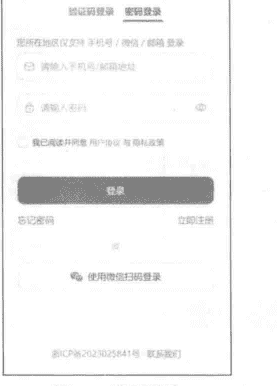 验证码登录 密码登录
您所在地区仅支持 手机号 / 微信 / 邮箱 登录
请输入手机号/邮箱地址
请输入密码
我已阅读并同意 用户协议 与 隐私政策
登录
忘记密码 立即注册
或
使用微信扫码登录
浙ICP备2023025841号 联系我们